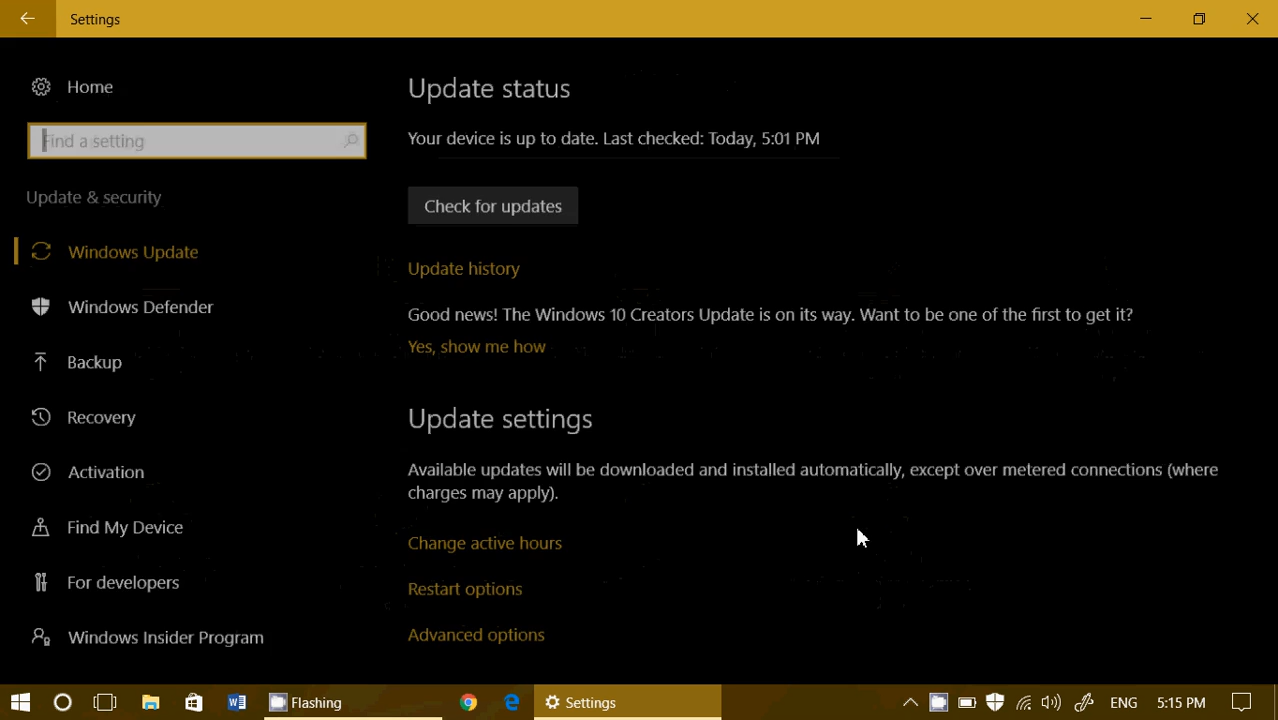 Settings
Home
Find a setting
Update & security
Windows Update
Windows Defender
Backup
Recovery
Activation
Find My Device
For developers
Windows Insider Program
Update status
Your device is up to date. Last checked: Today, 5:01 PM
Check for updates
Update history
Good news! The Windows 10 Creators Update is on its way. Want to be one of the first to get it?
Yes, show me how
Update settings
Available updates will be downloaded and installed automatically, except over metered connections (where
charges may apply).
Change active hours
Restart options
Advanced options
Flashing
Settings
ENG
5:15 PM